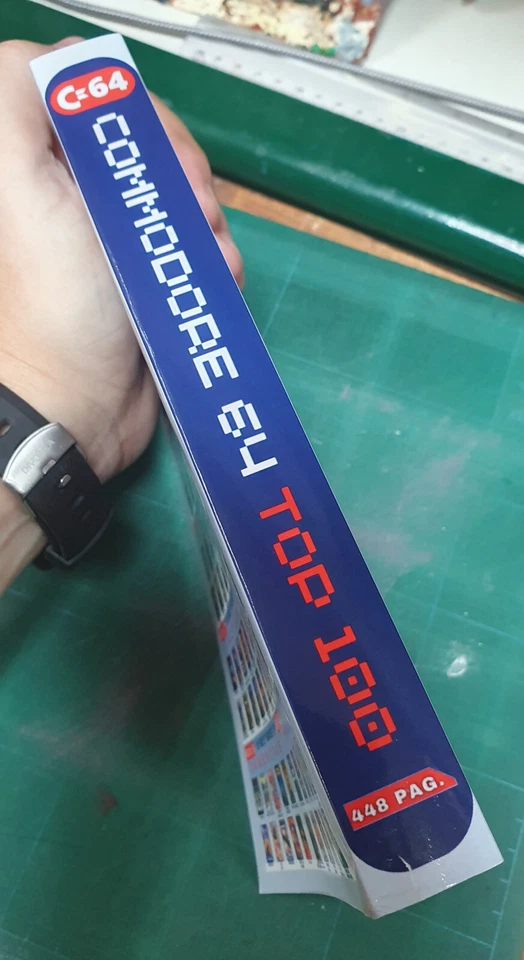 C=64
COMMODORE 64 TOP 100
448 PAG.